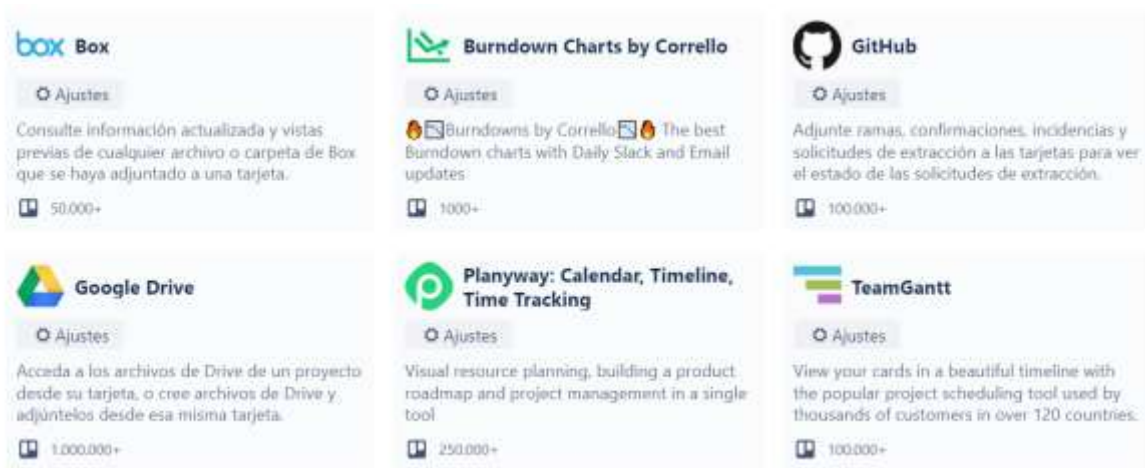 box Box
Ajustes
Consulte información actualizada y vistas
previas de cualquier archivo o carpeta de Box
que se haya adjuntado a una tarjeta.
50.000+
Burndown Charts by Corrello
Ajustes
🔥📉Burndowns by Corrello📉🔥 The best
Burndown charts with Daily Slack and Email
updates
1000+
GitHub
Ajustes
Adjunte ramas, confirmaciones, incidencias y
solicitudes de extracción a las tarjetas para ver
el estado de las solicitudes de extracción.
100.000+
Google Drive
Ajustes
Acceda a los archivos de Drive de un proyecto
desde su tarjeta, o cree archivos de Drive y
adjúntelos desde esa misma tarjeta.
1.000.000+
Planyway: Calendar, Timeline,
Time Tracking
Ajustes
Visual resource planning, building a product
roadmap and project management in a single
tool
250.000+
TeamGantt
Ajustes
View your cards in a beautiful timeline with
the popular project scheduling tool used by
thousands of customers in over 120 countries.
100.000+